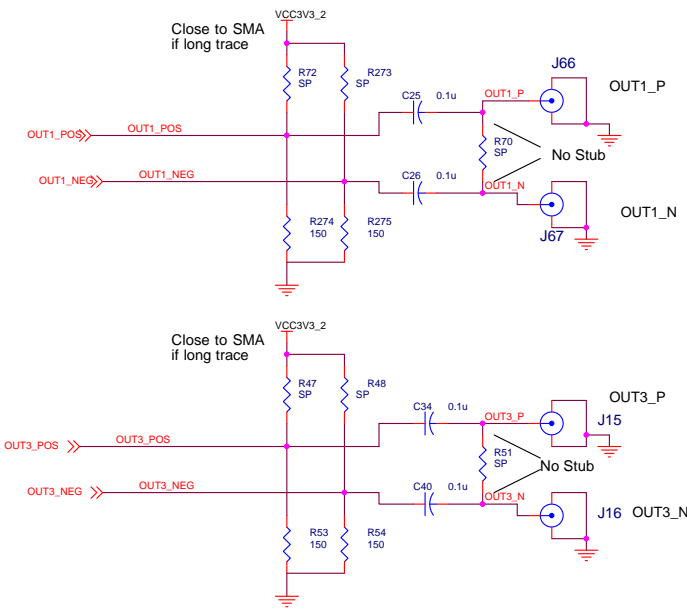 VCC3V3_2
Close to SMA
if long trace
R72
SP
R273
SP
J66
OUT1_P
C25
0.1u
OUT1_P
OUT1_POS
OUT1_POS
R70
SP
No Stub
OUT1_NEG
OUT1_NEG
C26
0.1u
OUT1_N
R274
150
R275
150
J67
OUT1_N
VCC3V3_2
Close to SMA
if long trace
R47
SP
R48
SP
OUT3_P
C34
0.1u
OUT3_P
J15
OUT3_POS
OUT3_POS
R51
SP
No Stub
OUT3_NEG
OUT3_NEG
C40
0.1u
OUT3_N
J16
OUT3_N
R53
150
R54
150